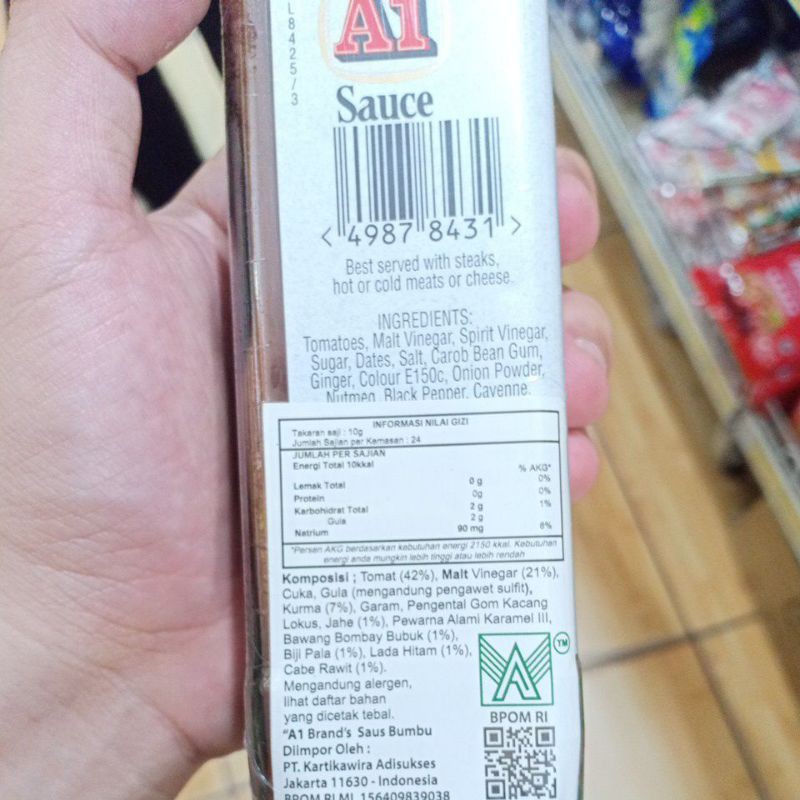 L8425/3
A1
Sauce
< 4987 8431 >
Best served with steaks,
hot or cold meats or cheese.
INGREDIENTS:
Tomatoes, Malt Vinegar, Spirit Vinegar,
Sugar, Dates, Salt, Carob Bean Gum,
Ginger, Colour E150c, Onion Powder,
Nutmeg, Black Pepper, Cayenne.
INFORMASI NILAI GIZI
Takaran saji : 10g
Jumlah Sajian per Kemasan : 24
JUMLAH PER SAJIAN
Energi Total 10kkal
% AKG*
Lemak Total 0 g 0%
Protein 0g 0%
Karbohidrat Total 2 g 1%
Gula 2 g
Natrium 90 mg 6%
*Persen AKG berdasarkan kebutuhan energi 2150 kkal. Kebutuhan
energi anda mungkin lebih tinggi atau lebih rendah
Komposisi ; Tomat (42%), Malt Vinegar (21%),
Cuka, Gula (mengandung pengawet sulfit),
Kurma (7%), Garam, Pengental Gom Kacang
Lokus, Jahe (1%), Pewarna Alami Karamel III,
Bawang Bombay Bubuk (1%),
Biji Pala (1%), Lada Hitam (1%),
Cabe Rawit (1%).
Mengandung alergen,
lihat daftar bahan
yang dicetak tebal.
TM
BPOM RI
"A1 Brand's Saus Bumbu
Diimpor Oleh :
PT. Kartikawira Adisukses
Jakarta 11630 - Indonesia
BPOM RI ML 156409839038